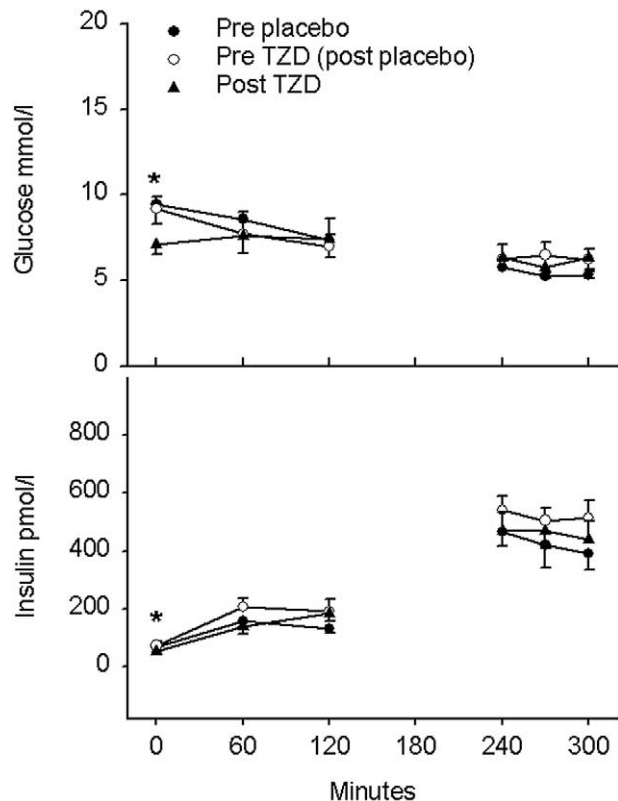 20
15
10
5
0
Glucose mmol/l
Pre placebo
Pre TZD (post placebo)
Post TZD
*
800
600
400
200
0
Insulin pmol/l
*
0 60 120 180 240 300
Minutes